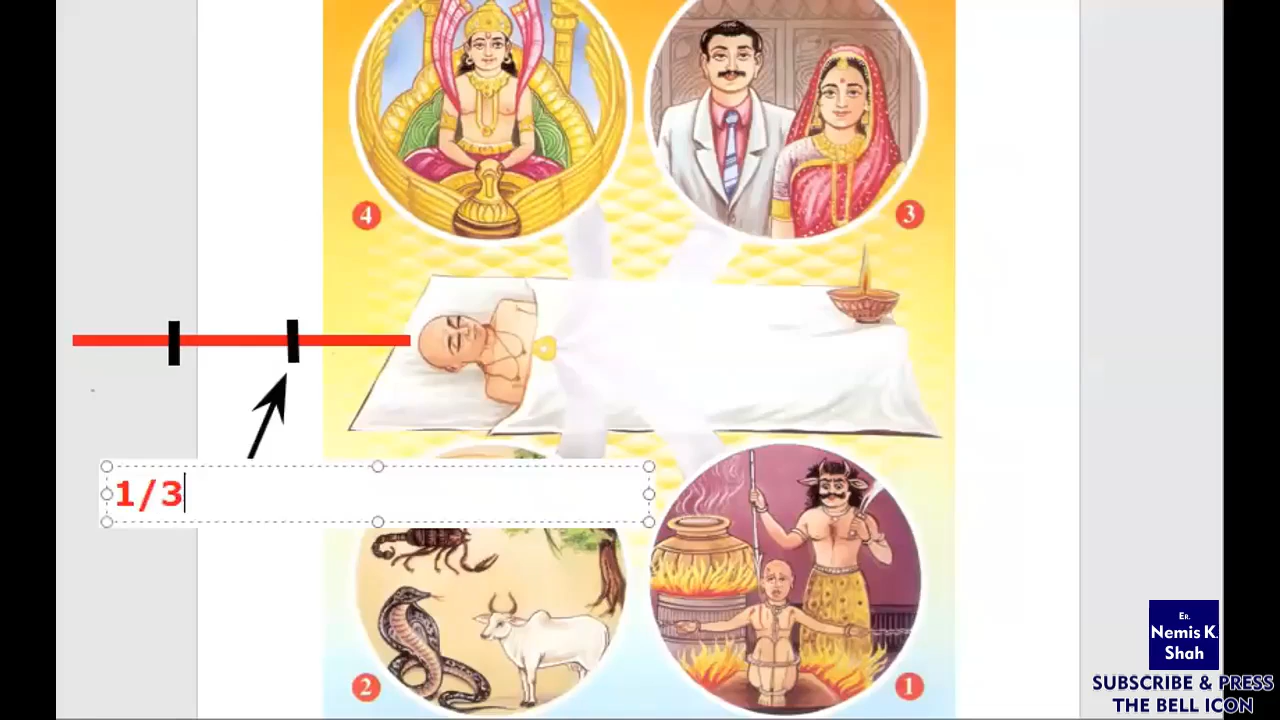 4
3
1/3
2
1
Er.
Nemis K.
Shah
SUBSCRIBE & PRESS
THE BELL ICON